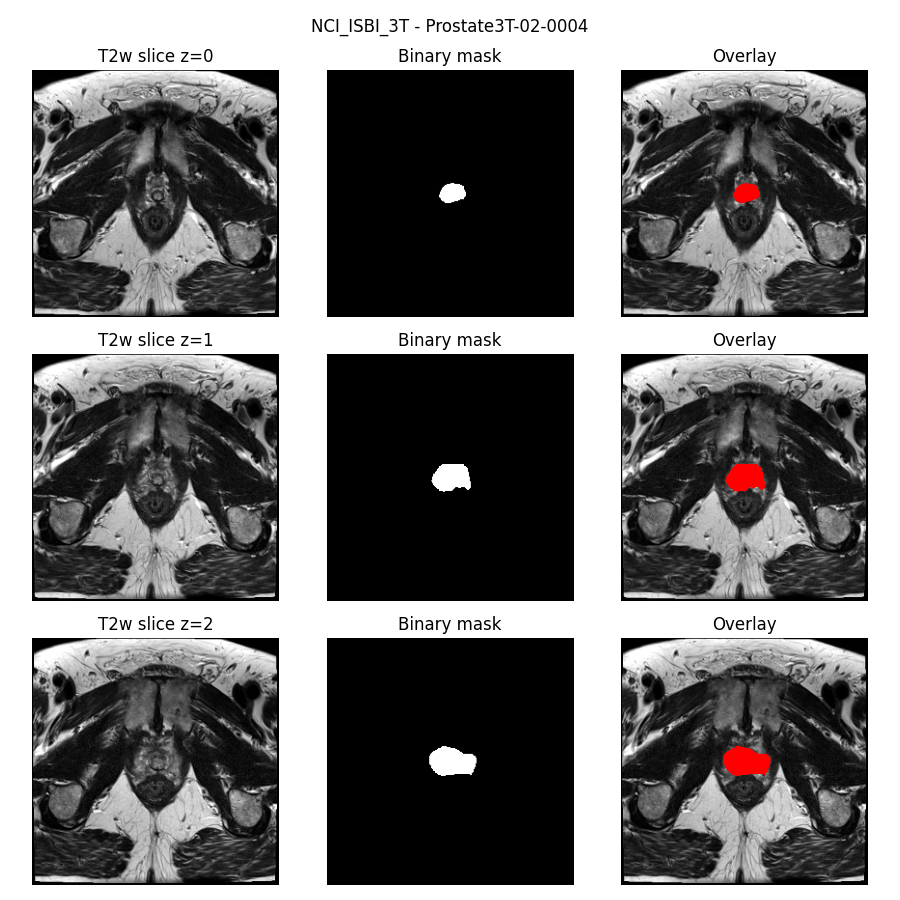 NCI_ISBI_3T - Prostate3T-02-0004
T2w slice z=0
Binary mask
Overlay
T2w slice z=1
Binary mask
Overlay
T2w slice z=2
Binary mask
Overlay